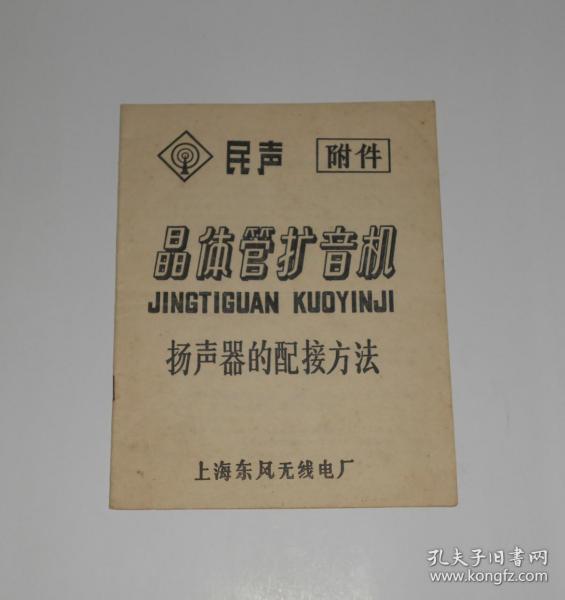 民声 附件
晶体管扩音机
JINGTIGUAN KUOYINJI
扬声器的配接方法
上海东风无线电厂
孔夫子旧书网
www.kongfz.com